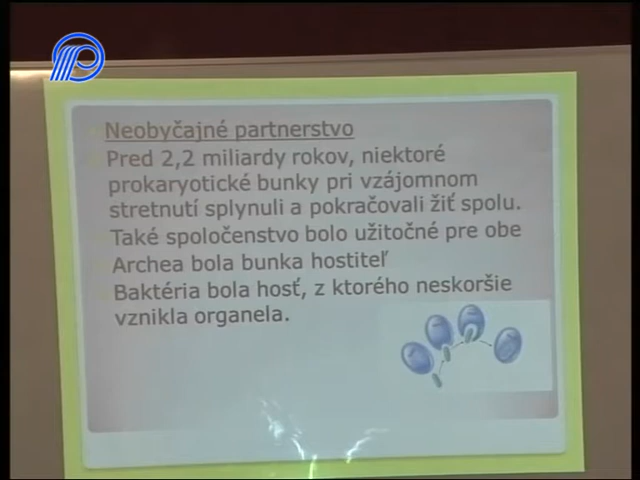 Neobyčajné partnerstvo
Pred 2,2 miliardy rokov, niektoré
prokaryotické bunky pri vzájomnom
stretnutí splynuli a pokračovali žiť spolu.
Také spoločenstvo bolo užitočné pre obe
Archea bola bunka hostiteľ
Baktéria bola hosť, z ktorého neskoršie
vznikla organela.